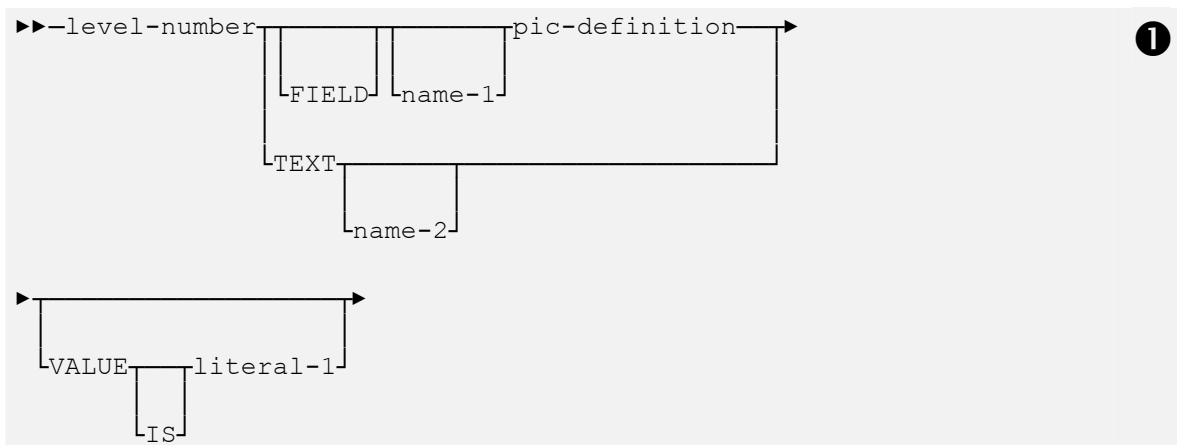 ►►─level-number pic-definition ►
FIELD name-1
TEXT
name-2
► ►
VALUE literal-1
IS
❶